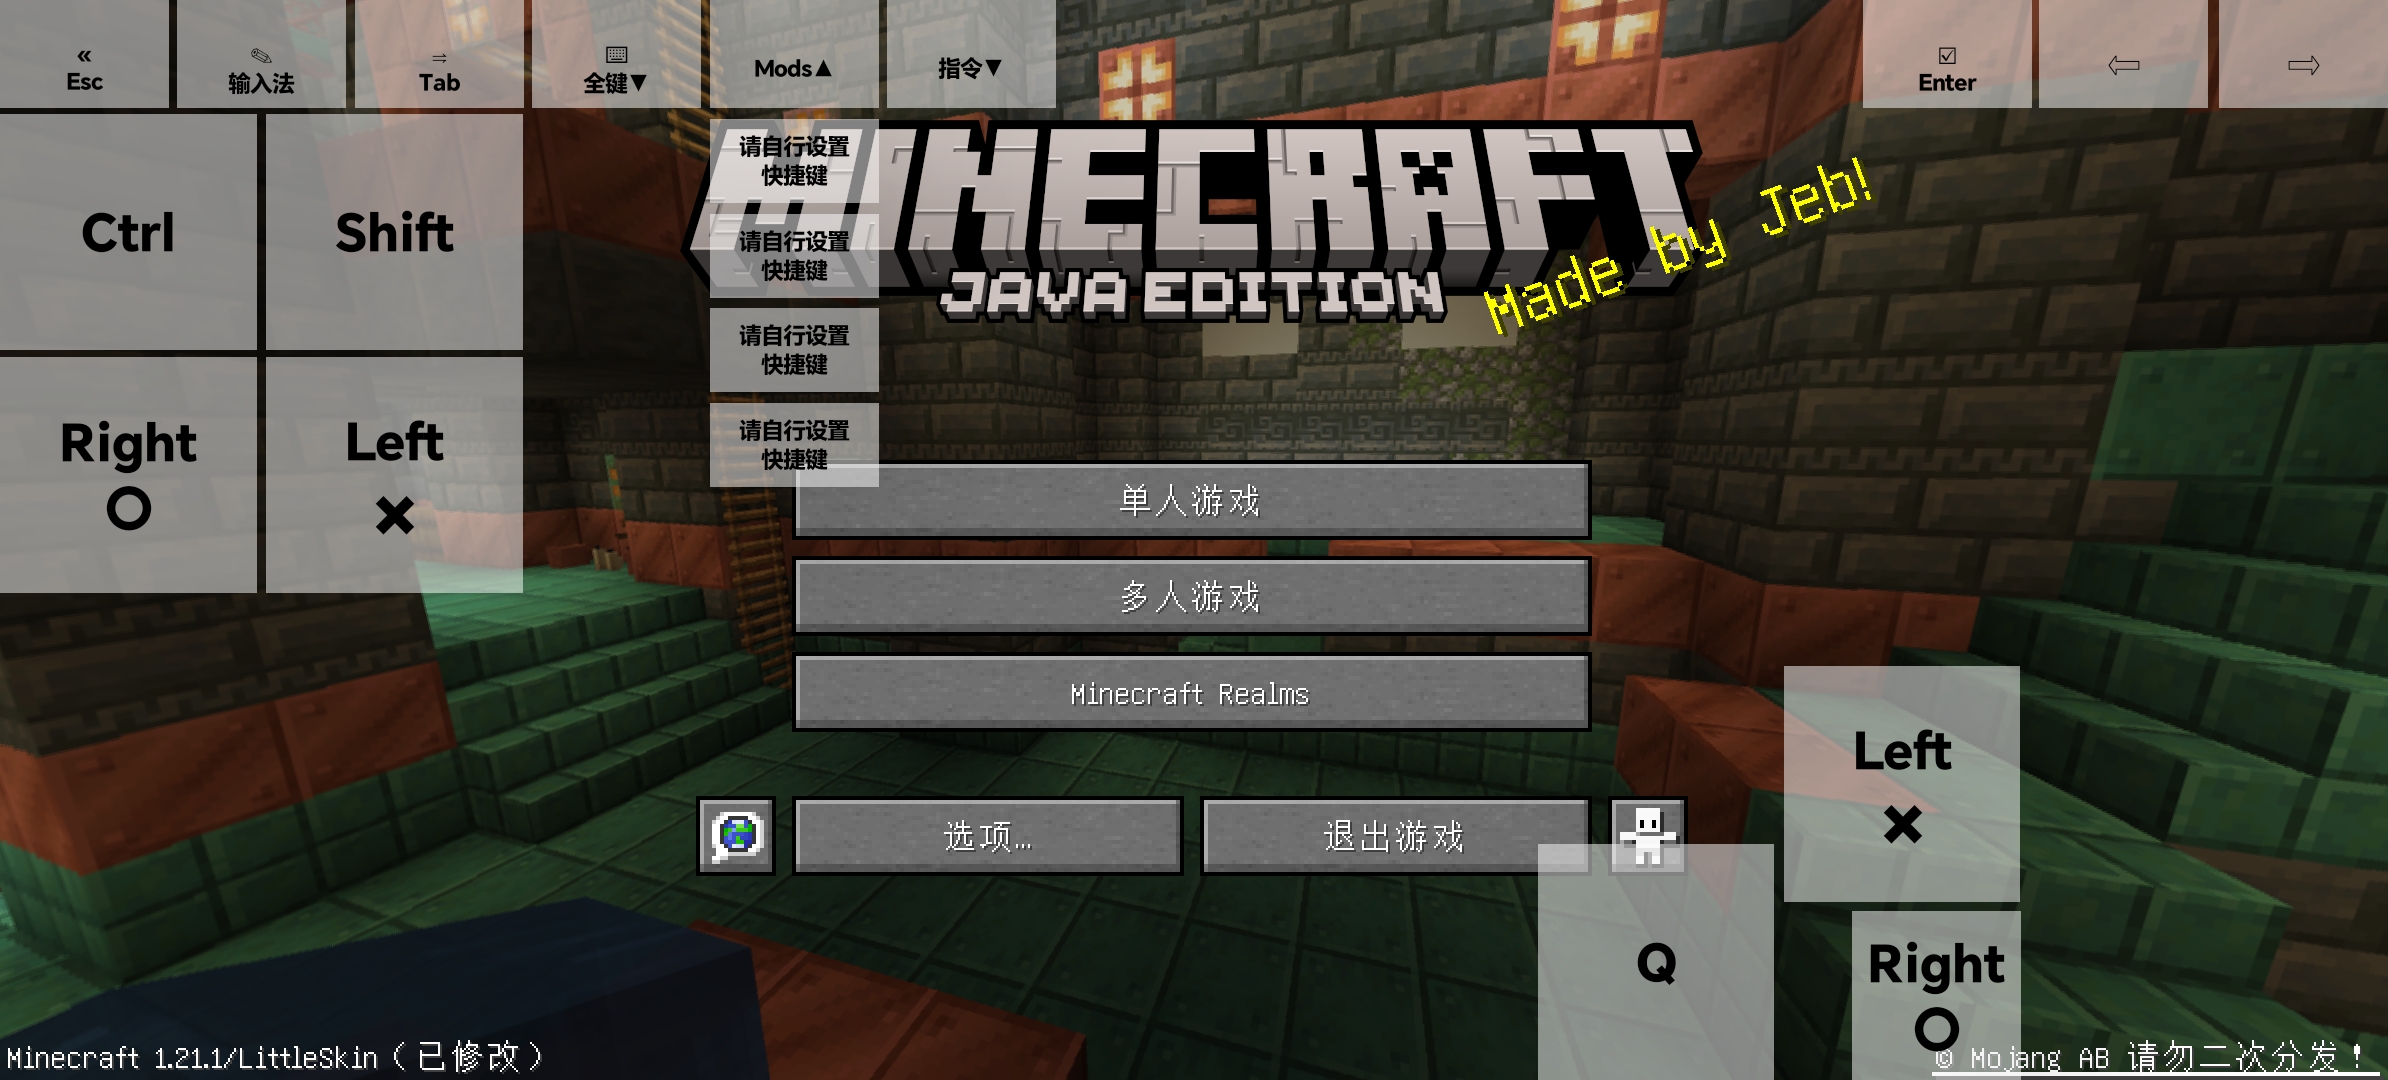 Esc
输入法
Tab
全键▼
Mods▲
指令▼
Enter
Ctrl
Shift
Right
Left
请自行设置
快捷键
请自行设置
快捷键
请自行设置
快捷键
请自行设置
快捷键
MINECRAFT
JAVA EDITION
Made by Jeb!
单人游戏
多人游戏
Minecraft Realms
选项...
退出游戏
Left
Q
Right
Minecraft 1.21.1/LittleSkin（已修改）
© Mojang AB 请勿二次分发！